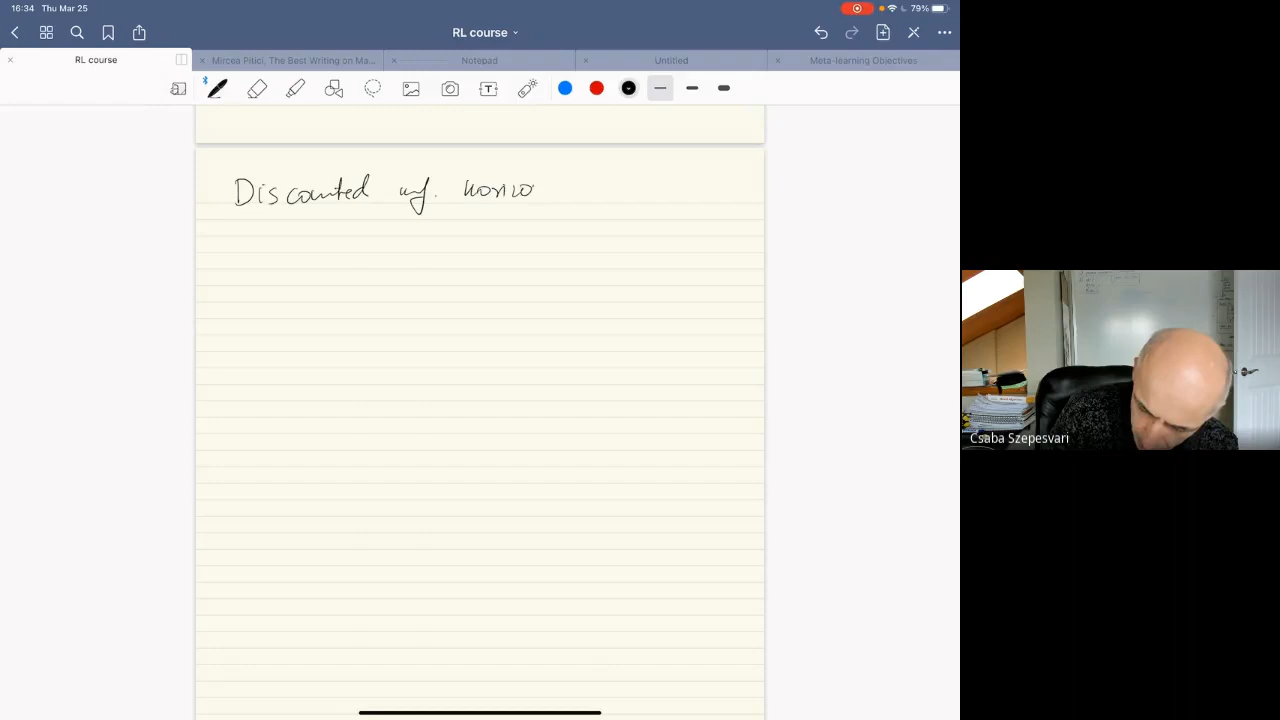 16:34 Thu Mar 25
79%
RL course
RL course
Mircea Pitici, The Best Writing on Ma...
Notepad
Untitled
Meta-learning Objectives
T
Discounted inf. horizo
Csaba Szepesvari